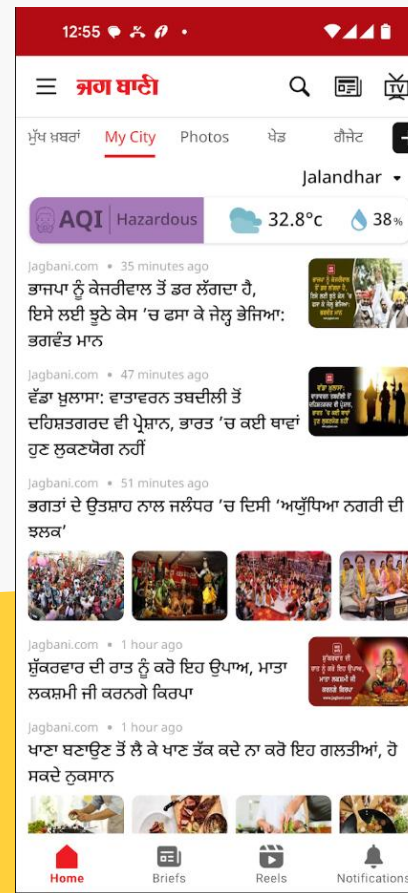 12:55
ਜਗ ਬਾਣੀ
TV
ਮੁੱਖ ਖ਼ਬਰਾਂ My City Photos ਖੇਡ ਗੈਜੇਟ
Jalandhar
AQI Hazardous 32.8°c 38%
Jagbani.com • 35 minutes ago
ਭਾਜਪਾ ਨੂੰ ਕੇਜਰੀਵਾਲ ਤੋਂ ਡਰ ਲੱਗਦਾ ਹੈ,
ਇਸੇ ਲਈ ਝੂਠੇ ਕੇਸ ’ਚ ਫਸਾ ਕੇ ਜੇਲ੍ਹ ਭੇਜਿਆ:
ਭਗਵੰਤ ਮਾਨ
Jagbani.com • 47 minutes ago
ਵੱਡਾ ਖ਼ੁਲਾਸਾ: ਵਾਤਾਵਰਨ ਤਬਦੀਲੀ ਤੋਂ
ਦਹਿਸ਼ਤਗਰਦ ਵੀ ਪ੍ਰੇਸ਼ਾਨ, ਭਾਰਤ ’ਚ ਕਈ ਥਾਵਾਂ
ਹੁਣ ਲੁਕਣਯੋਗ ਨਹੀਂ
Jagbani.com • 51 minutes ago
ਭਗਤਾਂ ਦੇ ਉਤਸ਼ਾਹ ਨਾਲ ਜਲੰਧਰ ’ਚ ਦਿਸੀ ‘ਅਯੁੱਧਿਆ ਨਗਰੀ ਦੀ
ਝਲਕ’
Jagbani.com • 1 hour ago
ਸ਼ੁੱਕਰਵਾਰ ਦੀ ਰਾਤ ਨੂੰ ਕਰੋ ਇਹ ਉਪਾਅ, ਮਾਤਾ
ਲਕਸ਼ਮੀ ਜੀ ਕਰਨਗੇ ਕਿਰਪਾ
Jagbani.com • 1 hour ago
ਖਾਣਾ ਬਣਾਉਣ ਤੋਂ ਲੈ ਕੇ ਖਾਣ ਤੱਕ ਕਦੇ ਨਾ ਕਰੋ ਇਹ ਗਲਤੀਆਂ, ਹੋ
ਸਕਦੇ ਨੁਕਸਾਨ
Home Briefs Reels Notifications